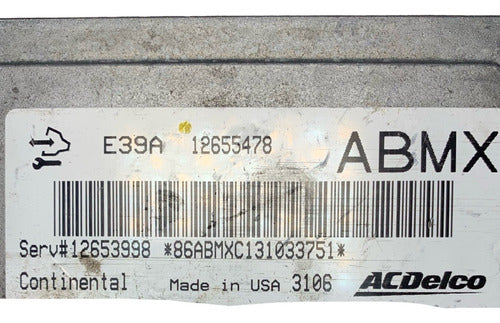 E39A 12655478 ABMX
Serv#12653998 *86ABMXC131033751*
Continental Made in USA 3106 ACDelco